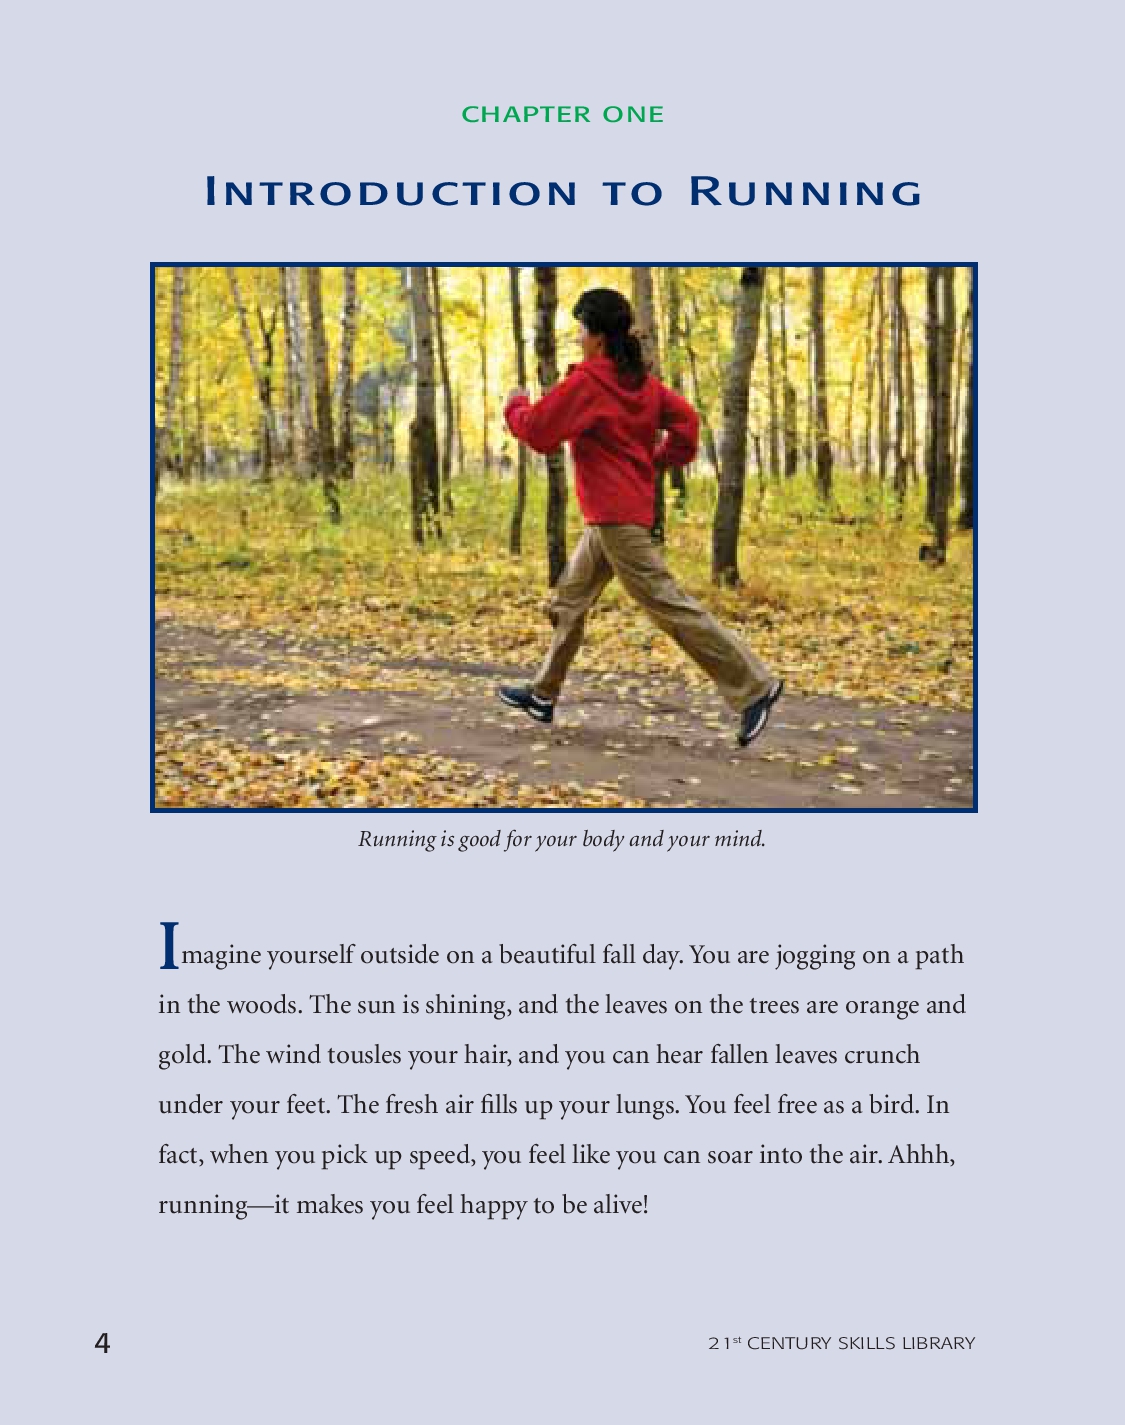 CHAPTER ONE
INTRODUCTION TO RUNNING
Running is good for your body and your mind.
Imagine yourself outside on a beautiful fall day. You are jogging on a path
in the woods. The sun is shining, and the leaves on the trees are orange and
gold. The wind tousles your hair, and you can hear fallen leaves crunch
under your feet. The fresh air fills up your lungs. You feel free as a bird. In
fact, when you pick up speed, you feel like you can soar into the air. Ahhh,
running—it makes you feel happy to be alive!
4
21st CENTURY SKILLS LIBRARY